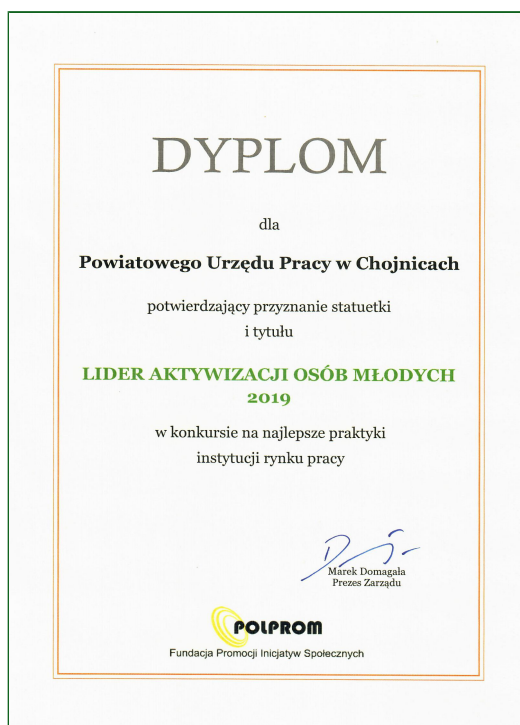 DYPLOM
dla
Powiatowego Urzędu Pracy w Chojnicach
potwierdzający przyznanie statuetki
i tytułu
LIDER AKTYWIZACJI OSÓB MŁODYCH
2019
w konkursie na najlepsze praktyki
instytucji rynku pracy
Marek Domagała
Prezes Zarządu
POLPROM
Fundacja Promocji Inicjatyw Społecznych